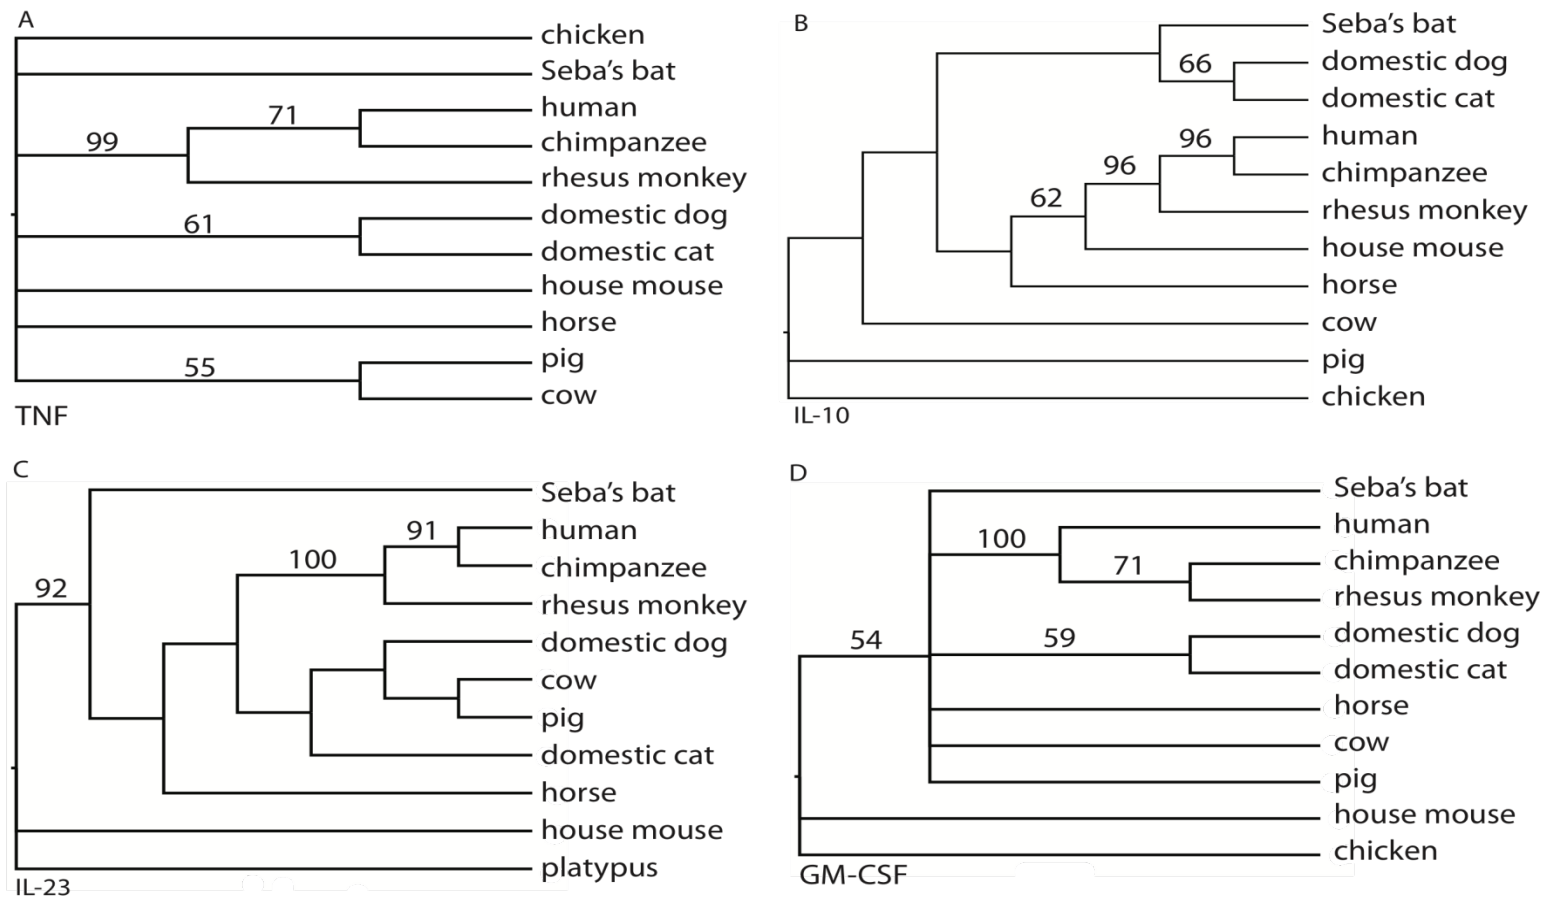 A
chicken
Seba's bat
human
71
chimpanzee
99
rhesus monkey
domestic dog
61
domestic cat
house mouse
horse
pig
55
cow
TNF
B
Seba's bat
66
domestic dog
domestic cat
human
96
chimpanzee
96
rhesus monkey
62
house mouse
horse
cow
pig
chicken
IL-10
C
Seba's bat
human
91
chimpanzee
100
rhesus monkey
92
domestic dog
cow
pig
domestic cat
horse
house mouse
platypus
IL-23
D
Seba's bat
human
100
chimpanzee
71
rhesus monkey
domestic dog
54
59
domestic cat
horse
cow
pig
house mouse
chicken
GM-CSF